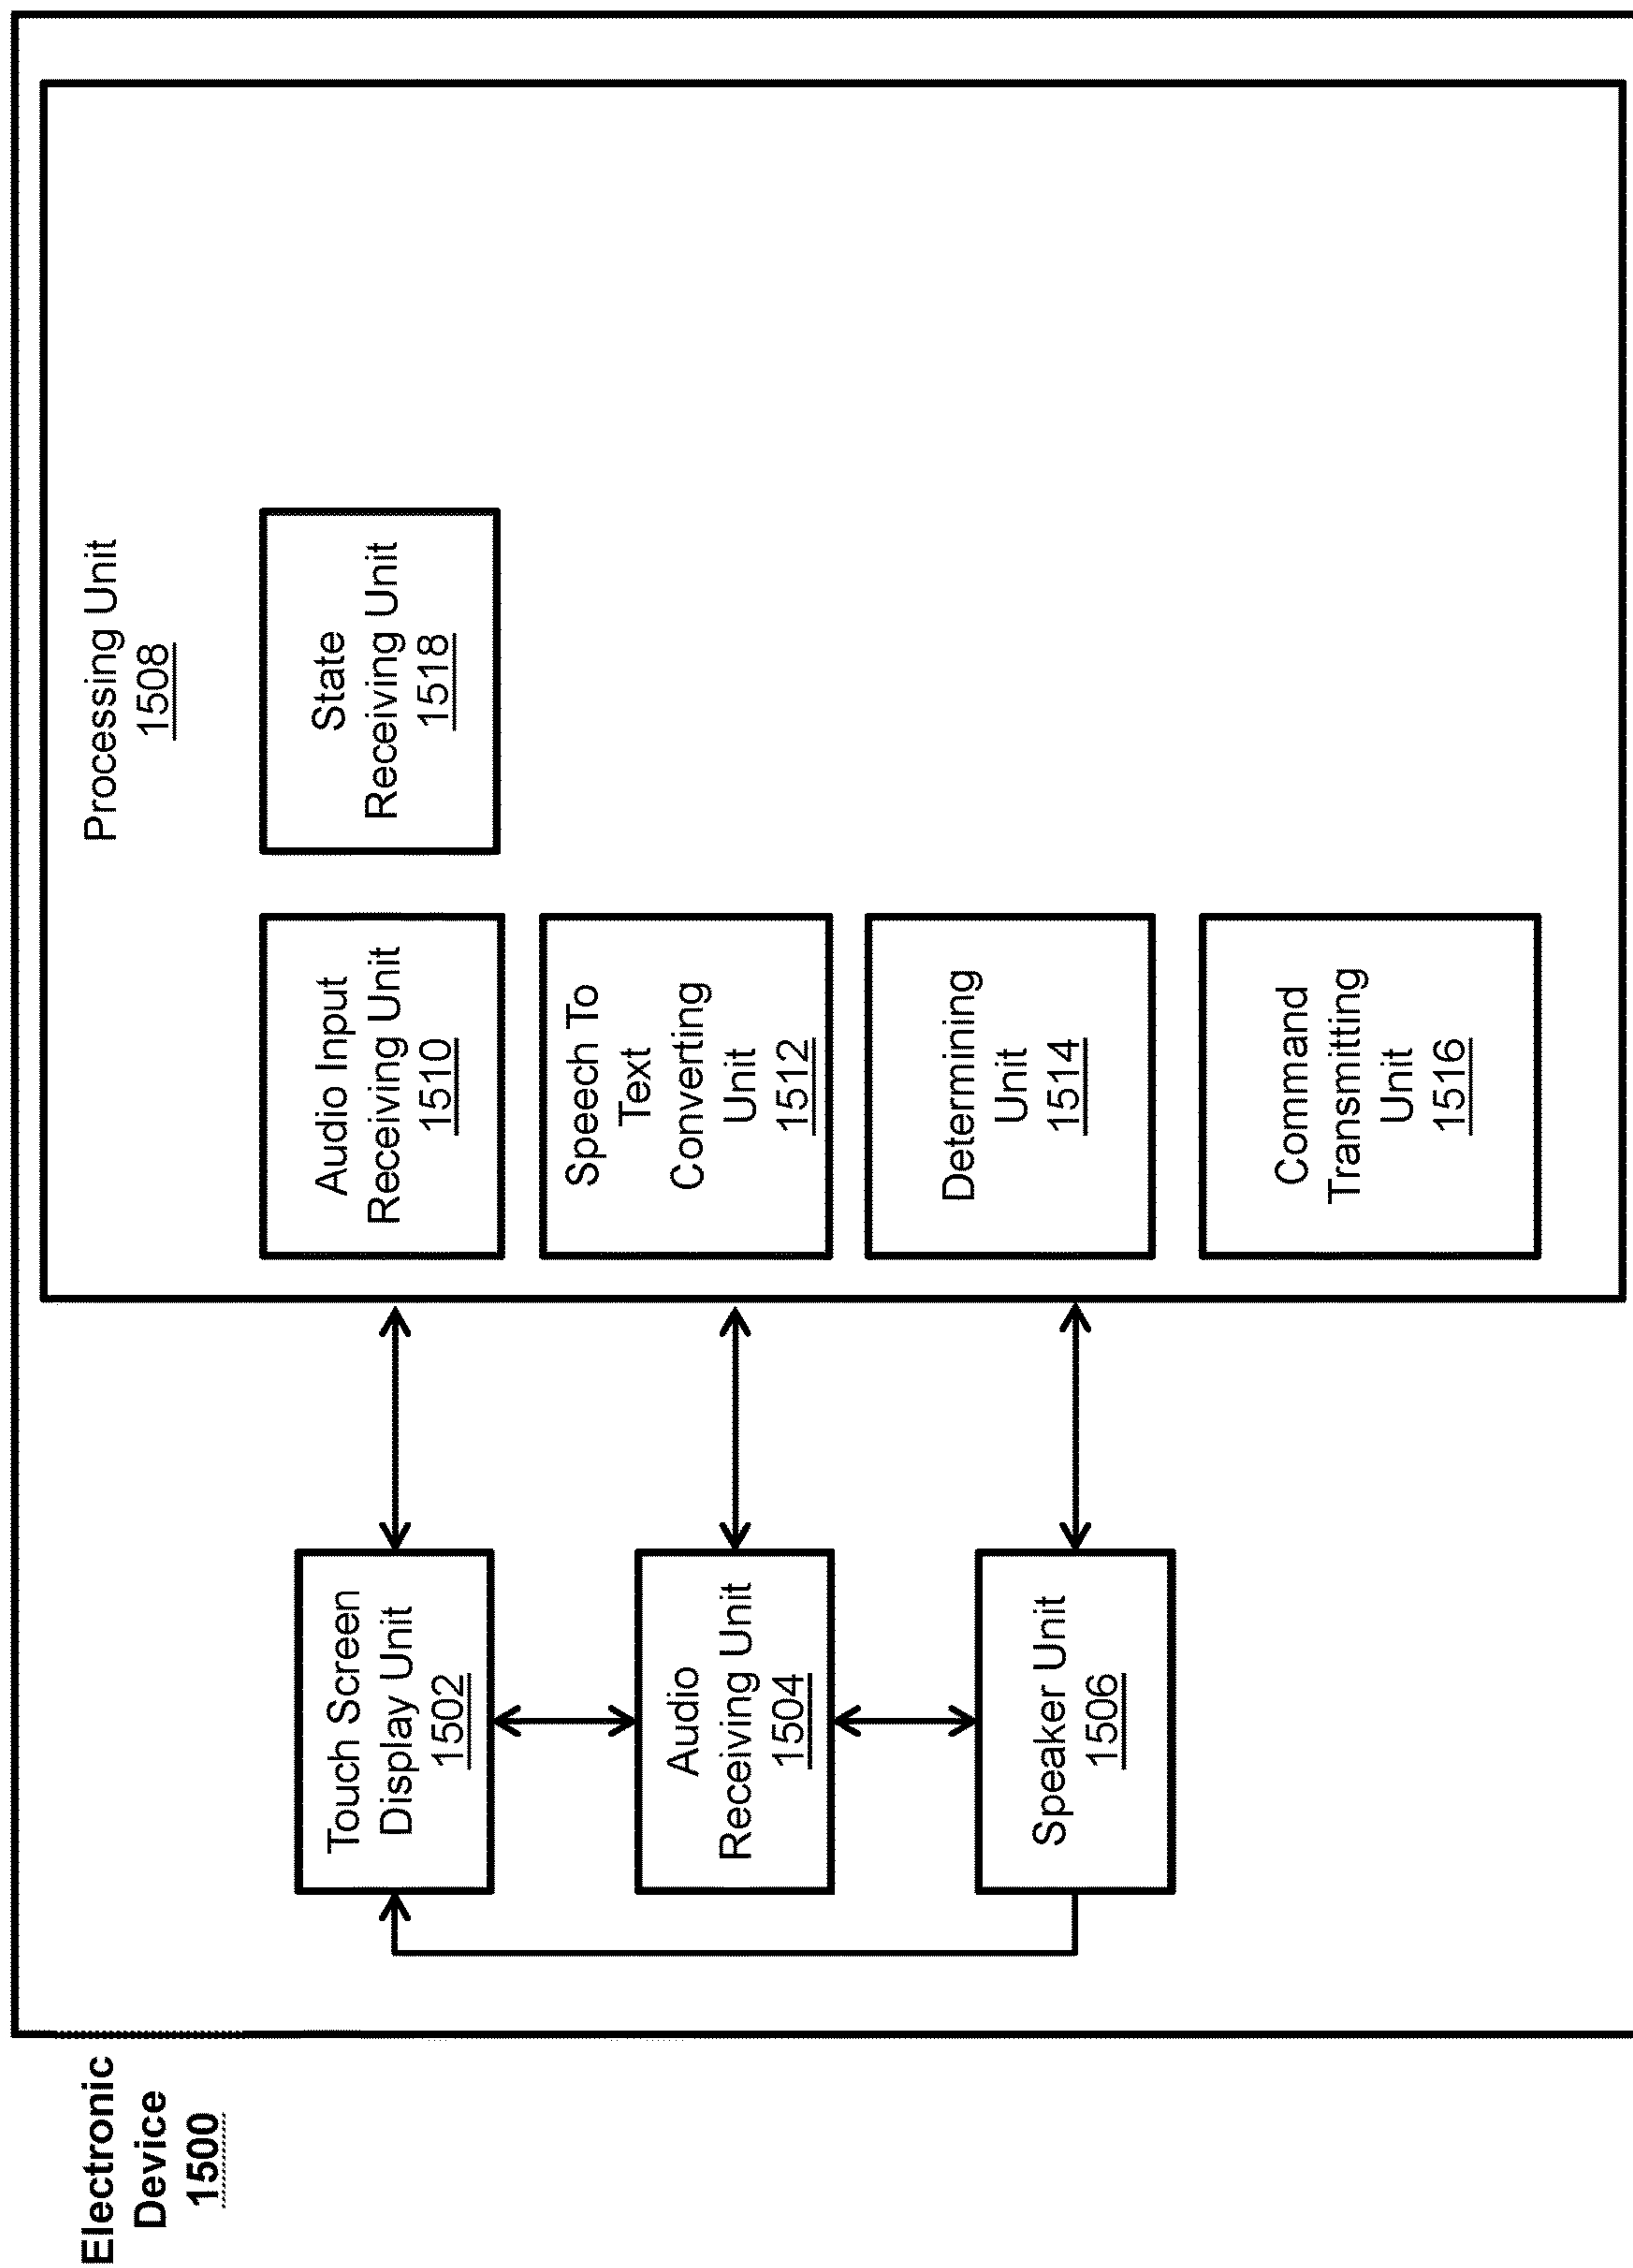 Electronic
Device
1500
Touch Screen
Display Unit
1502
Audio
Receiving Unit
1504
Speaker Unit
1506
Processing Unit
1508
Audio Input
Receiving Unit
1510
Speech To
Text
Converting
Unit
1512
Determining
Unit
1514
Command
Transmitting
Unit
1516
State
Receiving Unit
1518